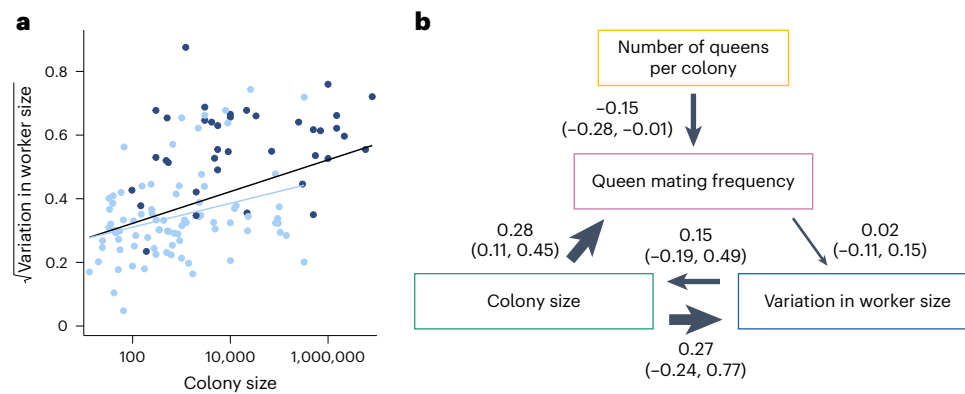 a
√Variation in worker size
0.8
0.6
0.4
0.2
0
100
10,000
1,000,000
Colony size
b
Number of queens
per colony
–0.15
(–0.28, –0.01)
Queen mating frequency
0.28
(0.11, 0.45)
0.15
(–0.19, 0.49)
0.02
(–0.11, 0.15)
Colony size
Variation in worker size
0.27
(–0.24, 0.77)